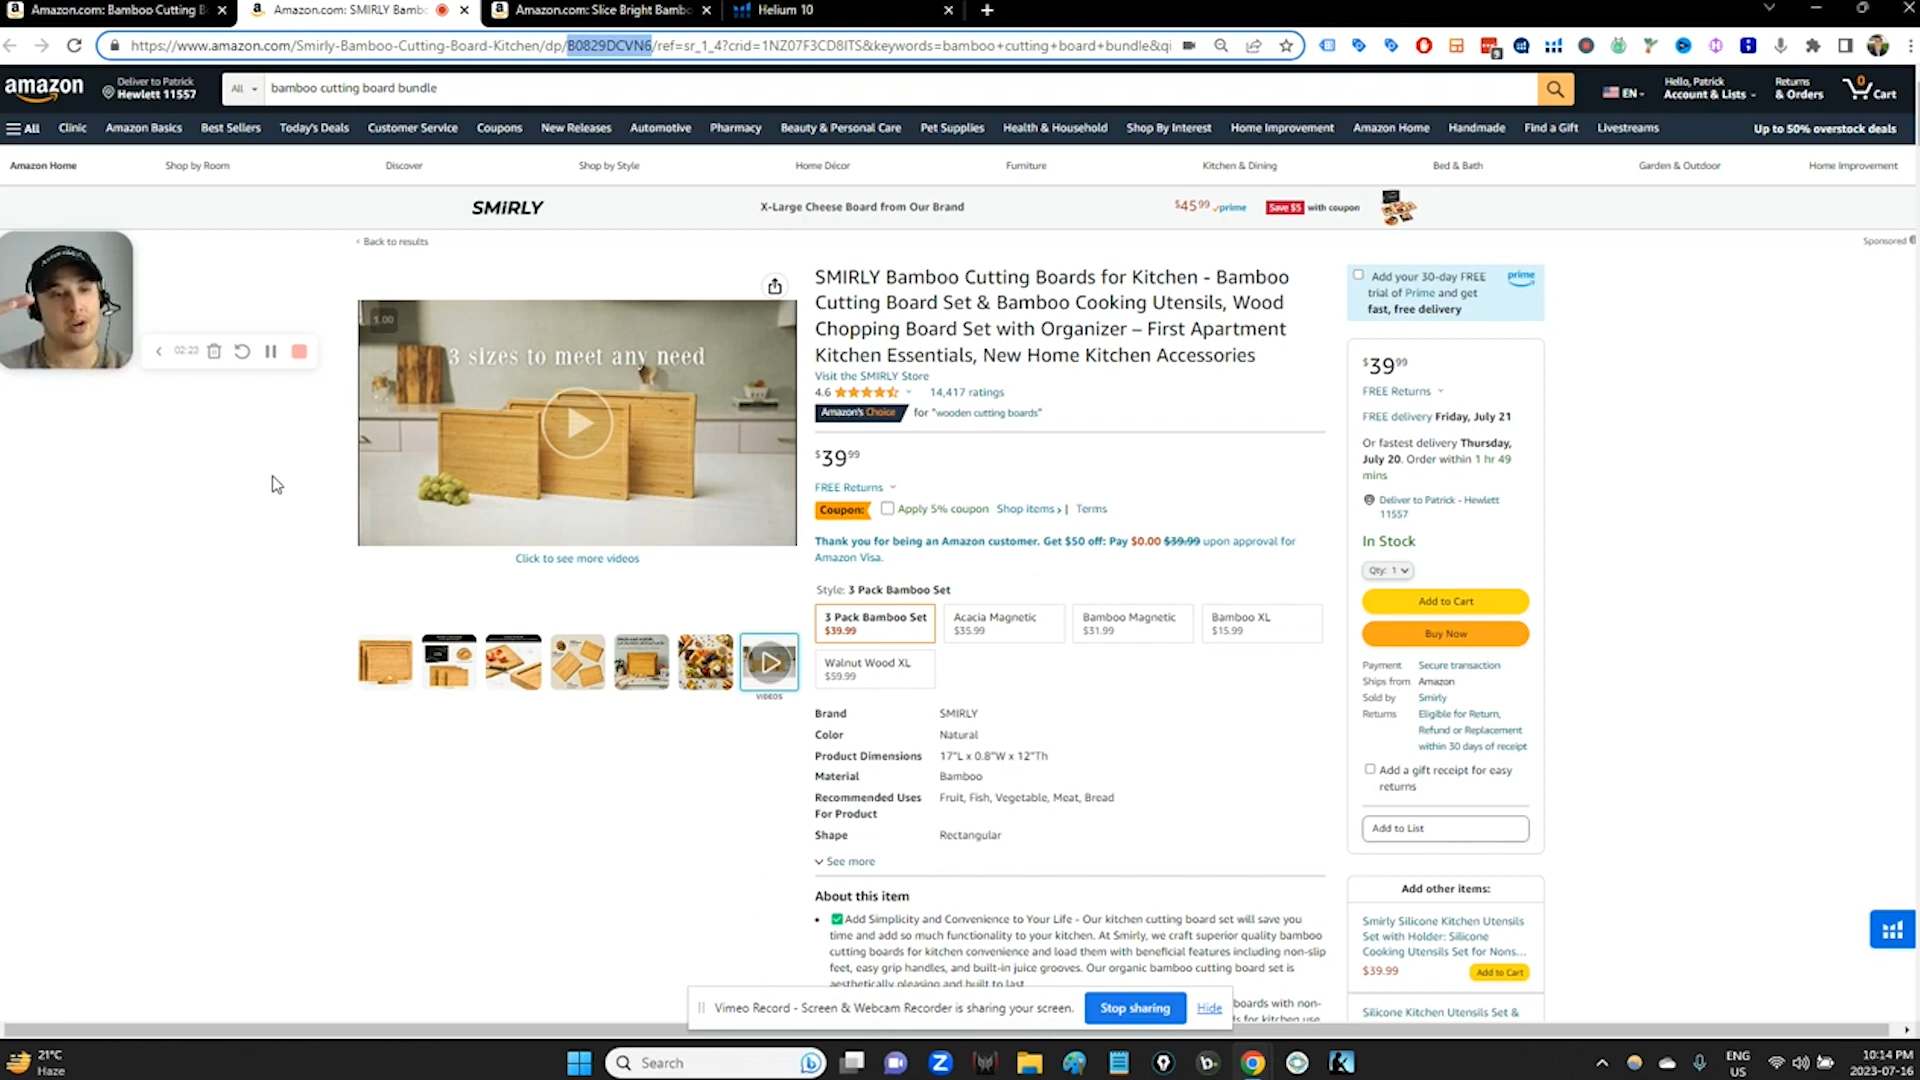 Amazon.com: Bamboo Cutting B
Amazon.com: SMIRLY Bambo
Amazon.com: Slice Bright Bambo
Helium 10
https://www.amazon.com/Smirly-Bamboo-Cutting-Board-Kitchen/dp/B0829DCVN6/ref=sr_1_4?crid=1NZ07F3CD8ITS&keywords=bamboo+cutting+board+bundle&qi
amazon
Deliver to Patrick
Hewlett 11557
All
bamboo cutting board bundle
EN
Hello, Patrick
Account & Lists
Returns
& Orders
0
Cart
All
Clinic
Amazon Basics
Best Sellers
Today's Deals
Customer Service
Coupons
New Releases
Automotive
Pharmacy
Beauty & Personal Care
Pet Supplies
Health & Household
Shop By Interest
Home Improvement
Amazon Home
Handmade
Find a Gift
Livestreams
Up to 50% overstock deals
Amazon Home
Shop by Room
Discover
Shop by Style
Home Décor
Furniture
Kitchen & Dining
Bed & Bath
Garden & Outdoor
Home Improvement
SMIRLY
X-Large Cheese Board from Our Brand
$45.99 prime
Save $5 with coupon
‹ Back to results
Sponsored
02:23
1.00
3 sizes to meet any need
Click to see more videos
VIDEOS
SMIRLY Bamboo Cutting Boards for Kitchen - Bamboo
Cutting Board Set & Bamboo Cooking Utensils, Wood
Chopping Board Set with Organizer – First Apartment
Kitchen Essentials, New Home Kitchen Accessories
Visit the SMIRLY Store
4.6
14,417 ratings
Amazon's Choice for "wooden cutting boards"
$39.99
FREE Returns
Coupon: Apply 5% coupon Shop items › | Terms
Thank you for being an Amazon customer. Get $50 off: Pay $0.00 $39.99 upon approval for
Amazon Visa.
Style: 3 Pack Bamboo Set
3 Pack Bamboo Set
$39.99
Acacia Magnetic
$35.99
Bamboo Magnetic
$31.99
Bamboo XL
$15.99
Walnut Wood XL
$59.99
Brand SMIRLY
Color Natural
Product Dimensions 17"L x 0.8"W x 12"Th
Material Bamboo
Recommended Uses Fruit, Fish, Vegetable, Meat, Bread
For Product
Shape Rectangular
See more
About this item
• Add Simplicity and Convenience to Your Life - Our kitchen cutting board set will save you
time and add so much functionality to your kitchen. At Smirly, we craft superior quality bamboo
cutting boards for kitchen convenience and load them with beneficial features including non-slip
feet, easy grip handles, and built-in juice grooves. Our organic bamboo cutting board set is
aesthetically pleasing and built to last
boards with non-
ds for kitchen use
Add your 30-day FREE
trial of Prime and get
fast, free delivery
prime
$39.99
FREE Returns
FREE delivery Friday, July 21
Or fastest delivery Thursday,
July 20. Order within 1 hr 49
mins
Deliver to Patrick - Hewlett
11557
In Stock
Qty: 1
Add to Cart
Buy Now
Payment Secure transaction
Ships from Amazon
Sold by Smirly
Returns Eligible for Return,
Refund or Replacement
within 30 days of receipt
Add a gift receipt for easy
returns
Add to List
Add other items:
Smirly Silicone Kitchen Utensils
Set with Holder: Silicone
Cooking Utensils Set for Nons...
$39.99
Add to Cart
Silicone Kitchen Utensils Set &
Vimeo Record - Screen & Webcam Recorder is sharing your screen.
Stop sharing
Hide
21°C
Haze
Search
ENG
US
10:14 PM
2023-07-16